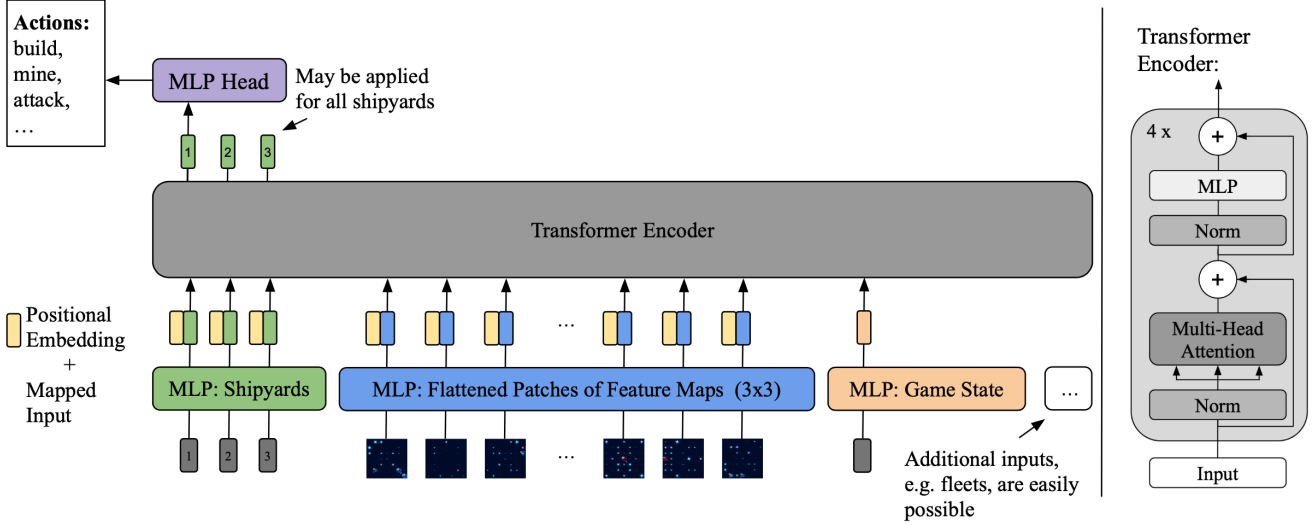 Actions:
build,
mine,
attack,
…
MLP Head
May be applied
for all shipyards
1
2
3
Transformer Encoder
Positional
Embedding
+
Mapped
Input
...
MLP: Shipyards
MLP: Flattened Patches of Feature Maps (3x3)
MLP: Game State
...
1
2
3
...
Additional inputs,
e.g. fleets, are easily
possible
Transformer
Encoder:
4 x
+
MLP
Norm
+
Multi-Head
Attention
Norm
Input